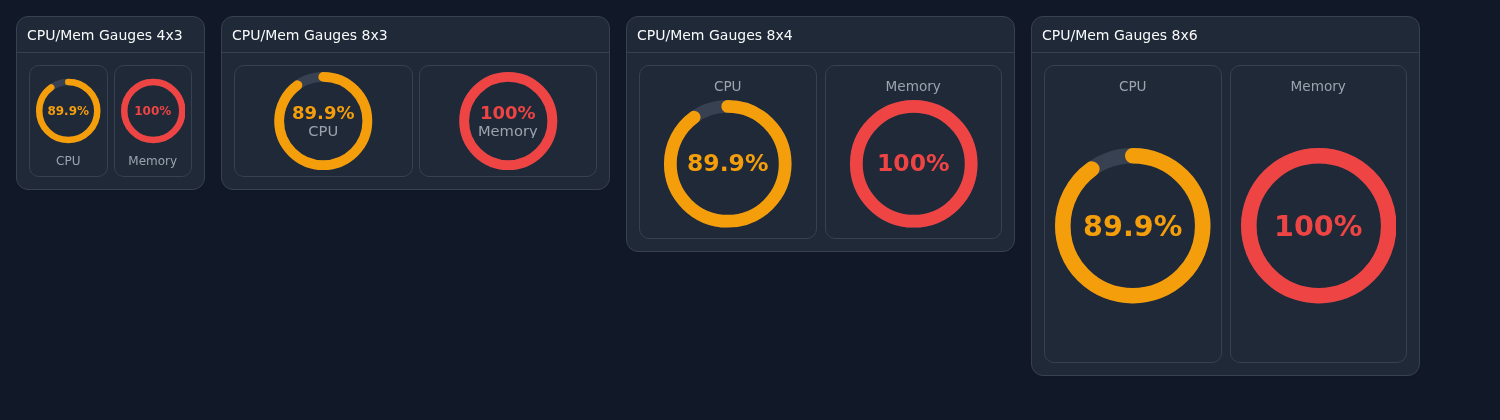 CPU/Mem Gauges 4x3
89.9%
CPU
100%
Memory
CPU/Mem Gauges 8x3
89.9%
CPU
100%
Memory
CPU/Mem Gauges 8x4
CPU
89.9%
Memory
100%
CPU/Mem Gauges 8x6
CPU
89.9%
Memory
100%